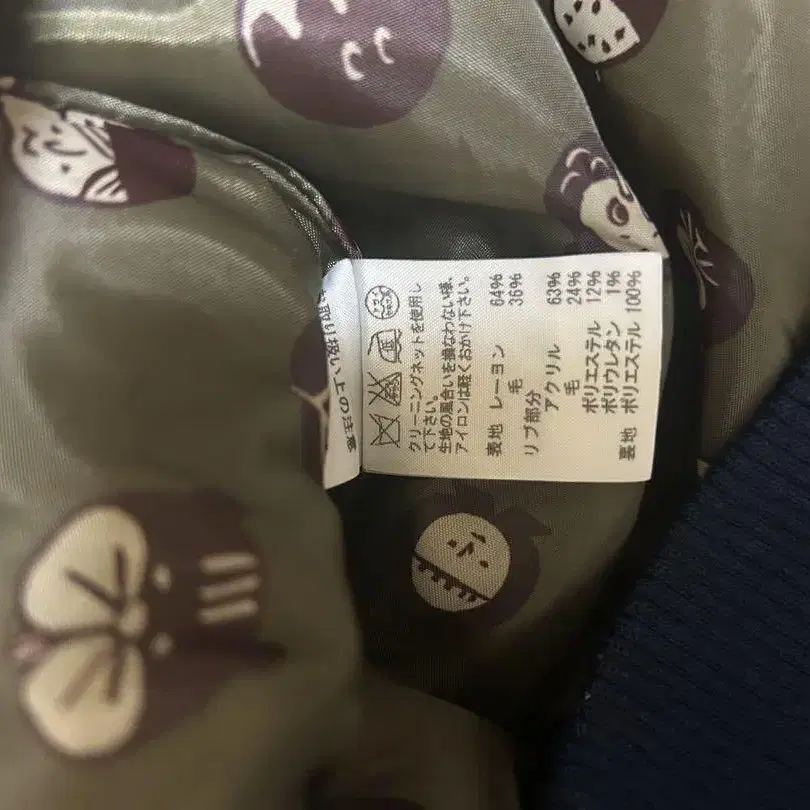 クリーニングネットを使用し
て下さい。
生地の風合いを損なわない様、
アイロンは軽くおかけ下さい。
表地 レーヨン 64%
毛 36%
リブ部分
アクリル 63%
毛 24%
ポリエステル 12%
ポリウレタン 1%
裏地 ポリエステル 100%